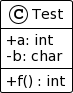 C Test
+a: int
-b: char
+f() : int